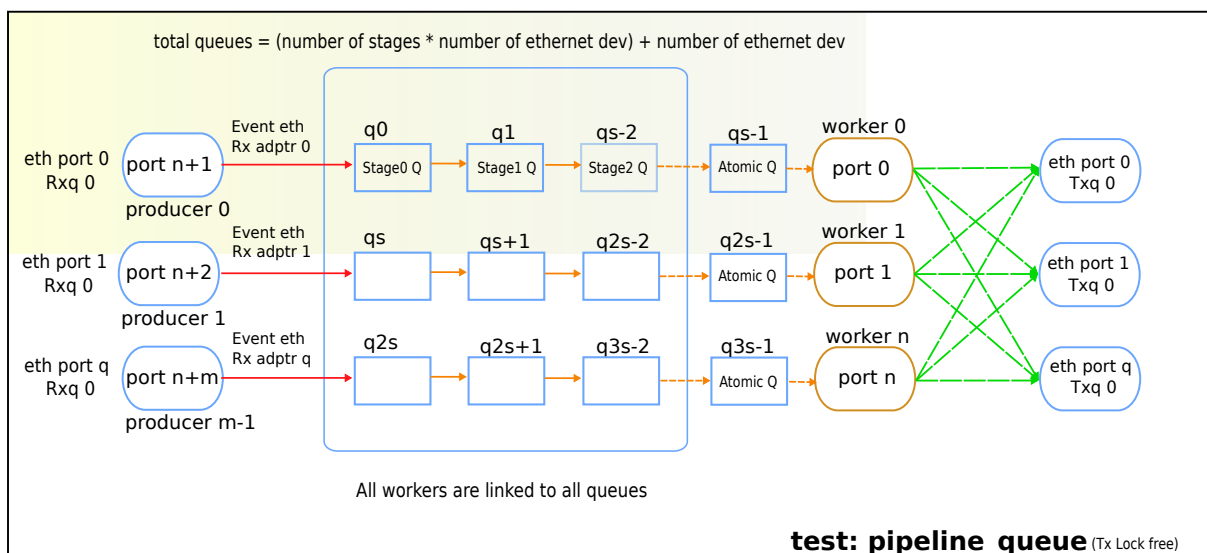 total queues = (number of stages * number of ethernet dev) + number of ethernet dev
eth port 0
Rxq 0
port n+1
producer 0
Event eth
Rx adptr 0
q0
Stage0 Q
q1
Stage1 Q
qs-2
Stage2 Q
qs-1
Atomic Q
worker 0
port 0
eth port 0
Txq 0
eth port 1
Rxq 0
port n+2
producer 1
Event eth
Rx adptr 1
qs
qs+1
q2s-2
q2s-1
Atomic Q
worker 1
port 1
eth port 1
Txq 0
eth port q
Rxq 0
port n+m
producer m-1
Event eth
Rx adptr q
q2s
q2s+1
q3s-2
q3s-1
Atomic Q
worker n
port n
eth port q
Txq 0
All workers are linked to all queues
test: pipeline queue (Tx Lock free)